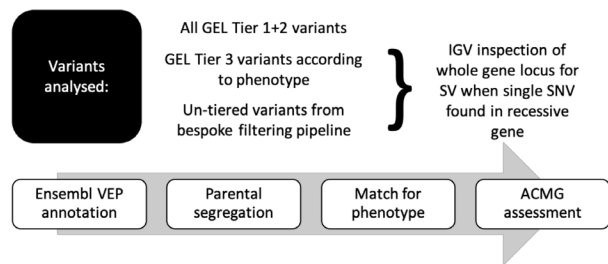 Variants
analysed:
All GEL Tier 1+2 variants
GEL Tier 3 variants according
to phenotype
Un-tiered variants from
bespoke filtering pipeline
}
IGV inspection of
whole gene locus for
SV when single SNV
found in recessive
gene
Ensembl VEP
annotation
Parental
segregation
Match for
phenotype
ACMG
assessment